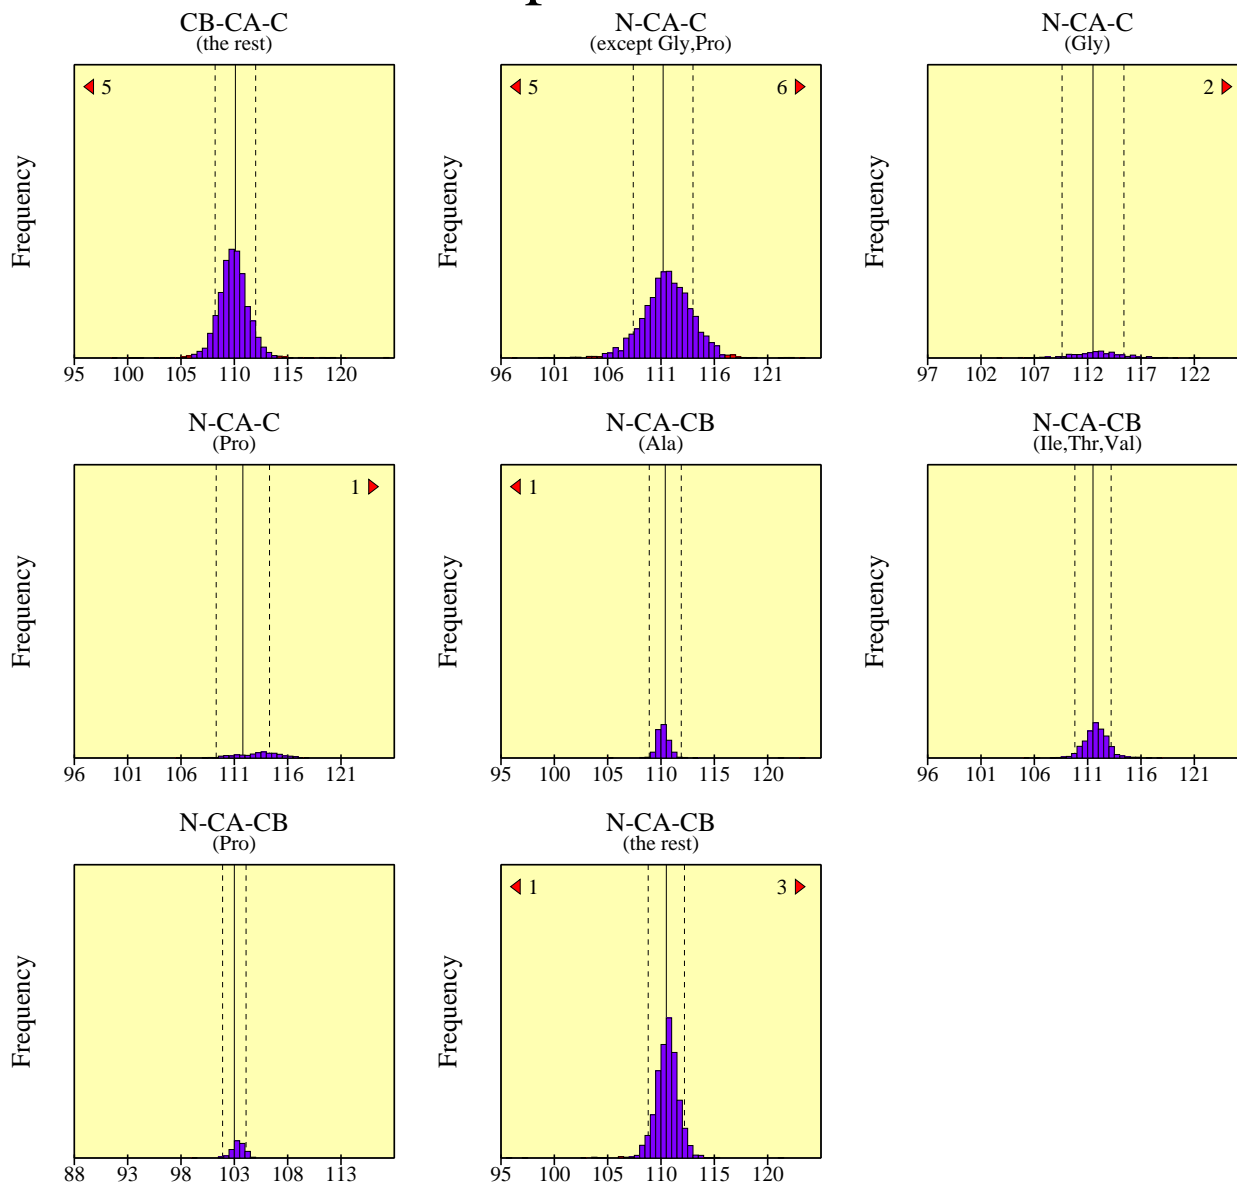 CB-CA-C
(the rest)
5
Frequency
95 100 105 110 115 120
N-CA-C
(except Gly,Pro)
5 6
Frequency
96 101 106 111 116 121
N-CA-C
(Gly)
2
Frequency
97 102 107 112 117 122
N-CA-C
(Pro)
1
Frequency
96 101 106 111 116 121
N-CA-CB
(Ala)
1
Frequency
95 100 105 110 115 120
N-CA-CB
(Ile,Thr,Val)
Frequency
96 101 106 111 116 121
N-CA-CB
(Pro)
Frequency
88 93 98 103 108 113
N-CA-CB
(the rest)
1 3
Frequency
95 100 105 110 115 120